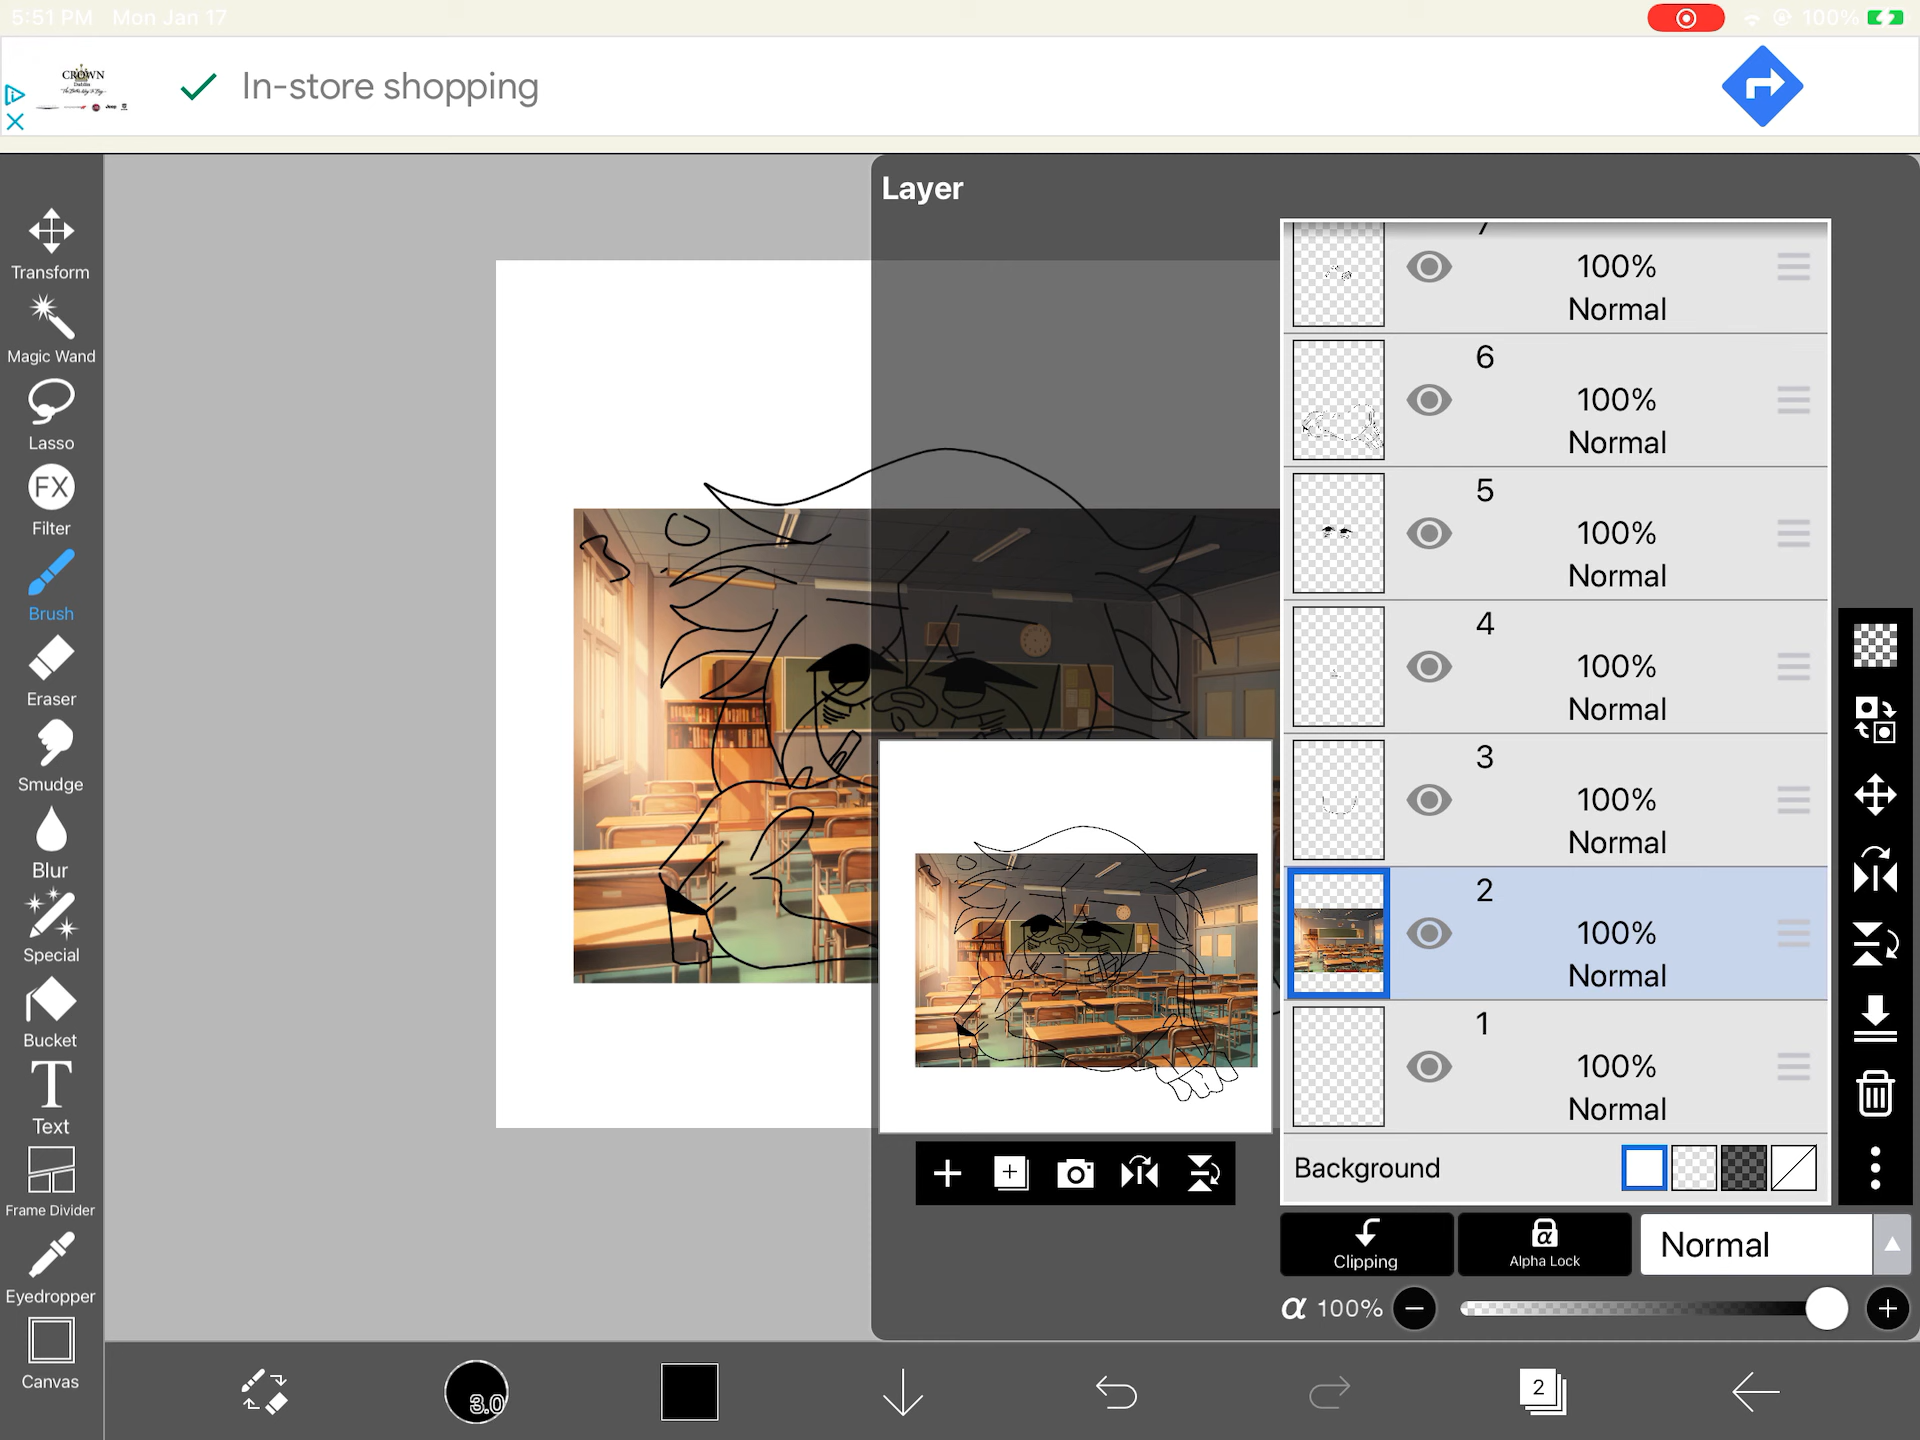 5:51 PM Mon Jan 17
100%
CROWN
In-store shopping
Layer
Transform
Magic Wand
Lasso
FX
Filter
Brush
Eraser
Smudge
Blur
Special
Bucket
T
Text
Frame Divider
Eyedropper
Canvas
7
100%
Normal
6
100%
Normal
5
100%
Normal
4
100%
Normal
3
100%
Normal
2
100%
Normal
1
100%
Normal
Background
Clipping
α
Alpha Lock
Normal
α 100%
3.0
2